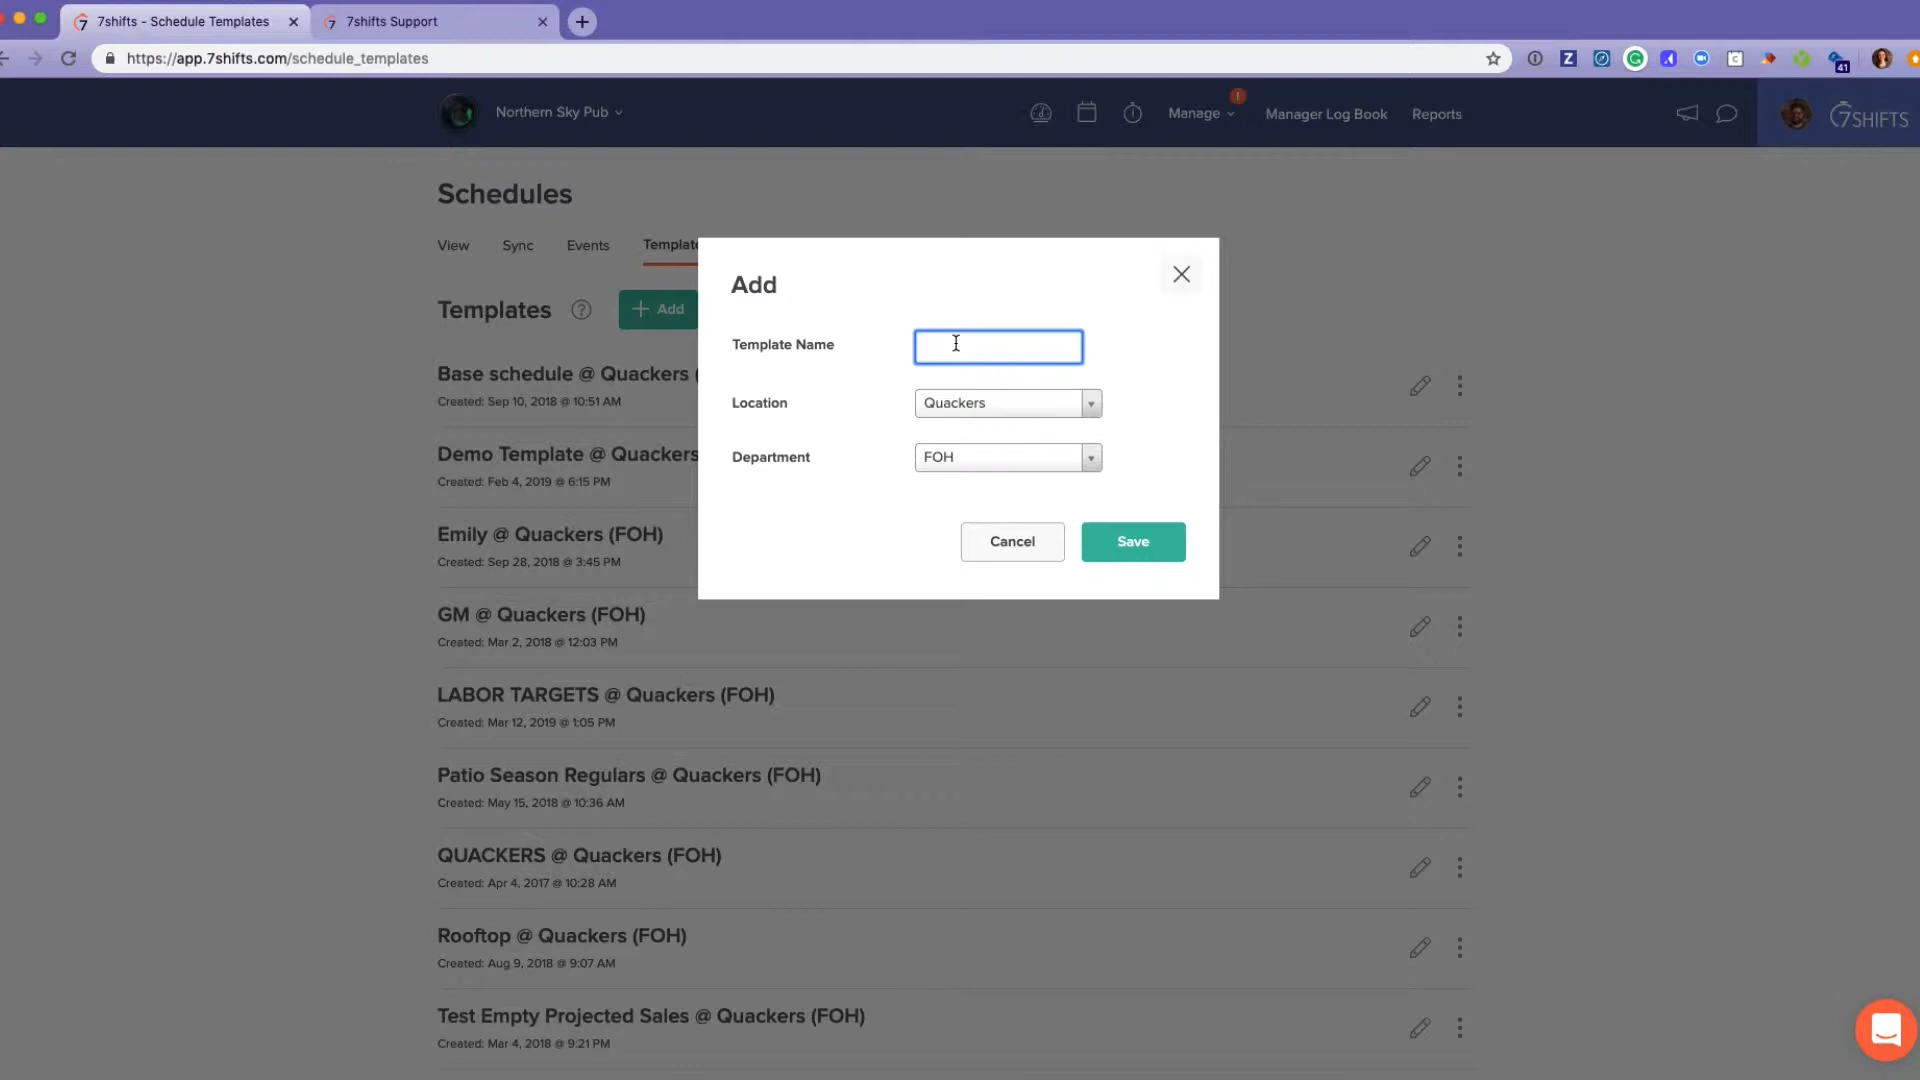 7shifts - Schedule Templates
7shifts Support
https://app.7shifts.com/schedule_templates
41
Northern Sky Pub
Manage
!
Manager Log Book
Reports
7SHIFTS
Schedules
View
Sync
Events
Template
Templates
?
+ Add
Base schedule @ Quackers (
Created: Sep 10, 2018 @ 10:51 AM
Demo Template @ Quackers
Created: Feb 4, 2019 @ 6:15 PM
Emily @ Quackers (FOH)
Created: Sep 28, 2018 @ 3:45 PM
GM @ Quackers (FOH)
Created: Mar 2, 2018 @ 12:03 PM
LABOR TARGETS @ Quackers (FOH)
Created: Mar 12, 2019 @ 1:05 PM
Patio Season Regulars @ Quackers (FOH)
Created: May 15, 2018 @ 10:36 AM
QUACKERS @ Quackers (FOH)
Created: Apr 4, 2017 @ 10:28 AM
Rooftop @ Quackers (FOH)
Created: Aug 9, 2018 @ 9:07 AM
Test Empty Projected Sales @ Quackers (FOH)
Created: Mar 4, 2018 @ 9:21 PM
Add
Template Name
Location
Quackers
Department
FOH
Cancel
Save